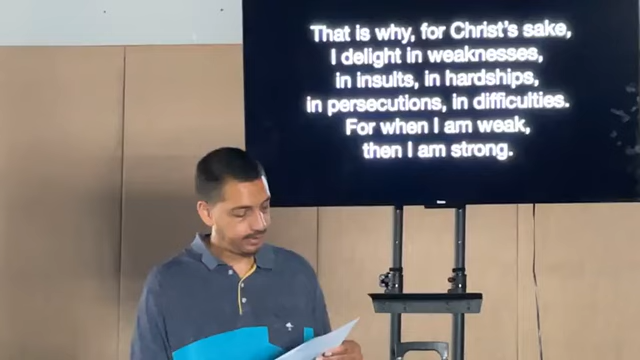 That is why, for Christ's sake,
I delight in weaknesses,
in insults, in hardships,
in persecutions, in difficulties.
For when I am weak,
then I am strong.